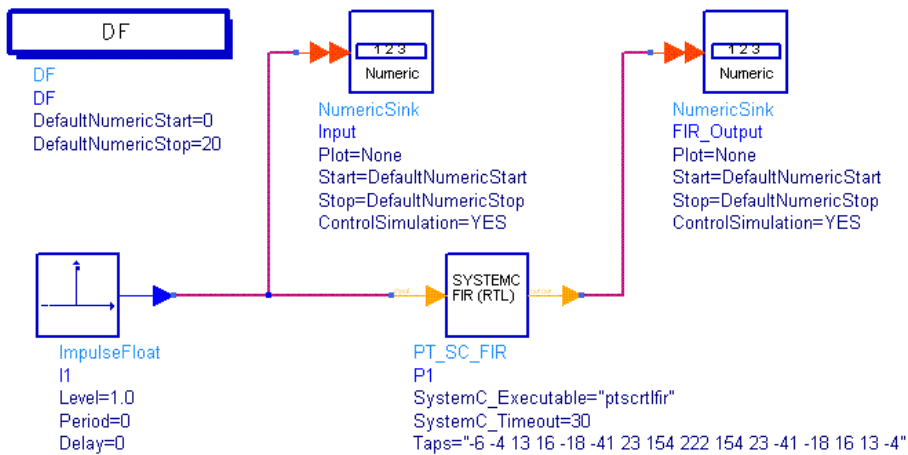 DF
DF
DF
DefaultNumericStart=0
DefaultNumericStop=20
1 2 3
Numeric
NumericSink
Input
Plot=None
Start=DefaultNumericStart
Stop=DefaultNumericStop
ControlSimulation=YES
1 2 3
Numeric
NumericSink
FIR_Output
Plot=None
Start=DefaultNumericStart
Stop=DefaultNumericStop
ControlSimulation=YES
ImpulseFloat
I1
Level=1.0
Period=0
Delay=0
SYSTEMC
FIR (RTL)
output
PT_SC_FIR
P1
SystemC_Executable="ptscrtlfir"
SystemC_Timeout=30
Taps="-6 -4 13 16 -18 -41 23 154 222 154 23 -41 -18 16 13 -4"